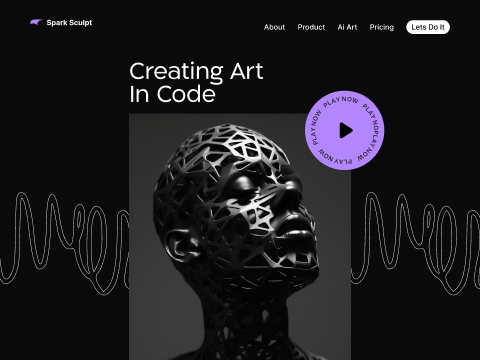 Spark Sculpt
About
Product
Ai Art
Pricing
Lets Do It
Creating Art
In Code
PLAY NOW PLAY NOW PLAY NOPLAY NOW PLAY NOW